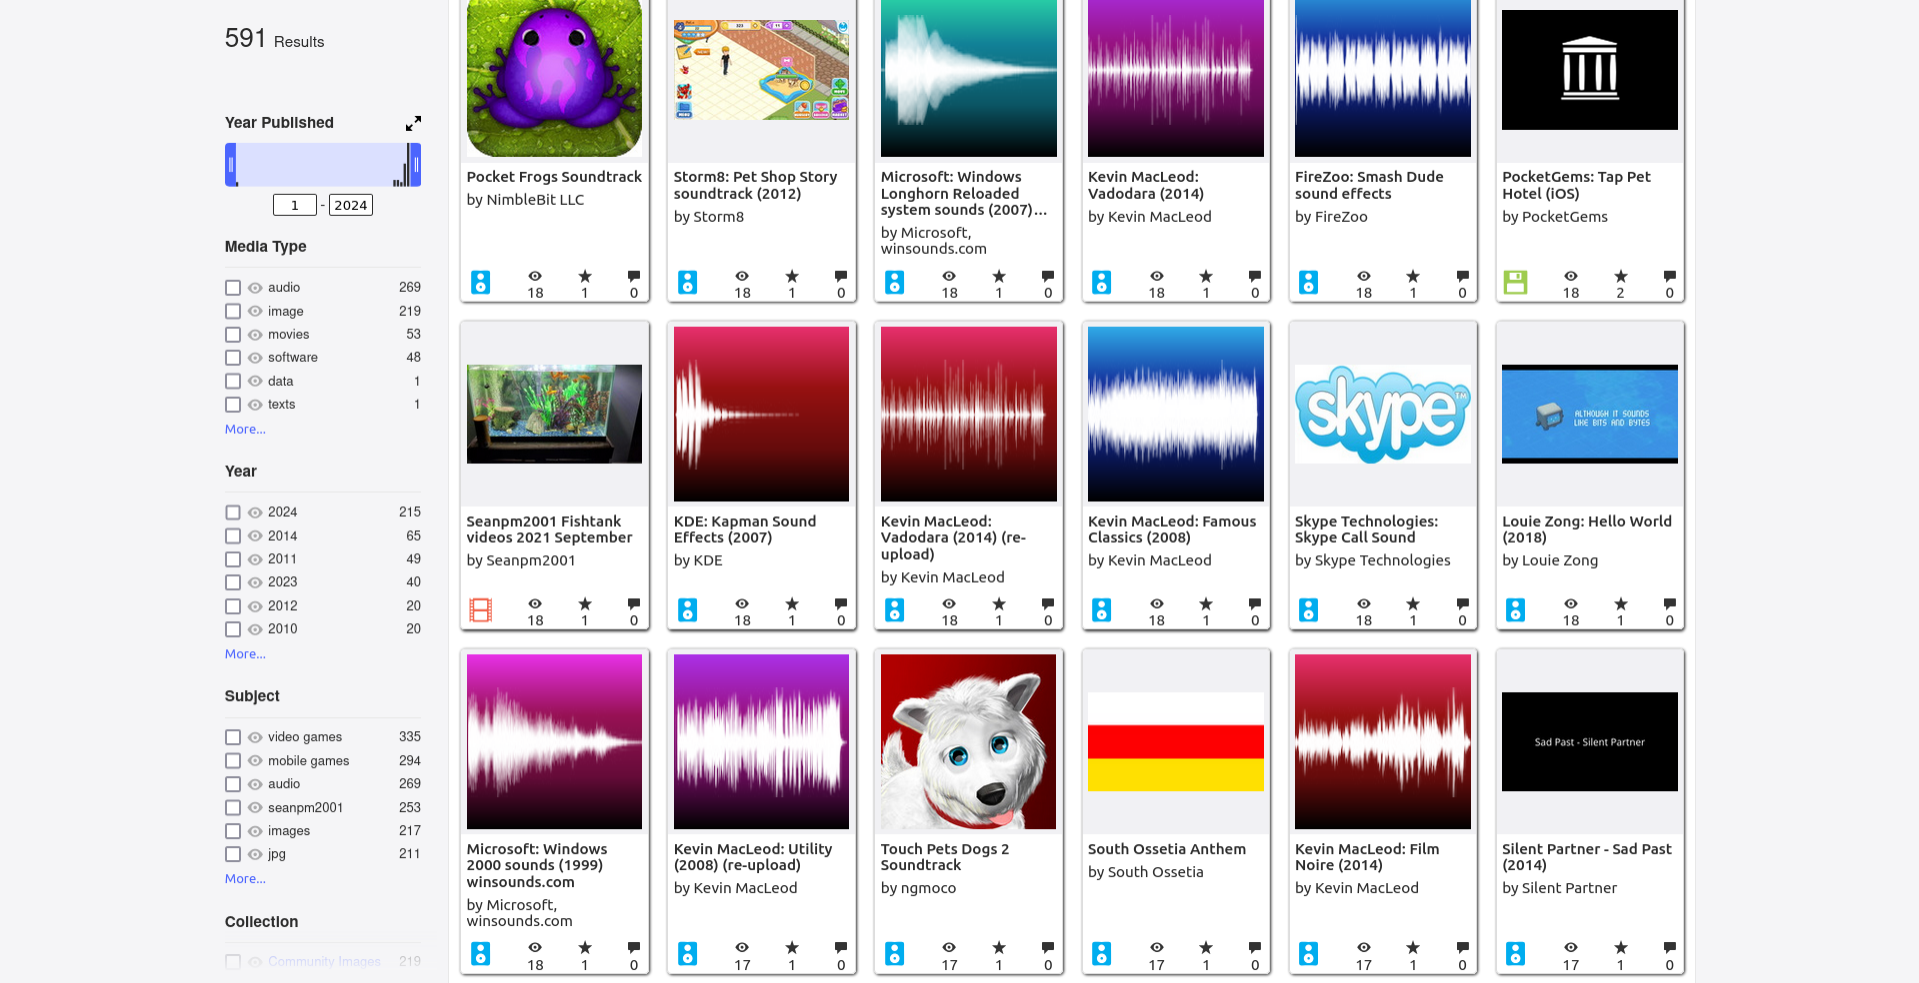 591 Results
Year Published
1 - 2024
Media Type
audio 269
image 219
movies 53
software 48
data 1
texts 1
More...
Year
2024 215
2014 65
2011 49
2023 40
2012 20
2010 20
More...
Subject
video games 335
mobile games 294
audio 269
seanpm2001 253
images 217
jpg 211
More...
Collection
Community Images 219
Pocket Frogs Soundtrack
by NimbleBit LLC
18 1 0
Storm8: Pet Shop Story
soundtrack (2012)
by Storm8
18 1 0
Microsoft: Windows
Longhorn Reloaded
system sounds (2007)...
by Microsoft,
winsounds.com
18 1 0
Kevin MacLeod:
Vadodara (2014)
by Kevin MacLeod
18 1 0
FireZoo: Smash Dude
sound effects
by FireZoo
18 1 0
PocketGems: Tap Pet
Hotel (iOS)
by PocketGems
18 2 0
Seanpm2001 Fishtank
videos 2021 September
by Seanpm2001
18 1 0
KDE: Kapman Sound
Effects (2007)
by KDE
18 1 0
Kevin MacLeod:
Vadodara (2014) (re-
upload)
by Kevin MacLeod
18 1 0
Kevin MacLeod: Famous
Classics (2008)
by Kevin MacLeod
18 1 0
skype TM
Skype Technologies:
Skype Call Sound
by Skype Technologies
18 1 0
ALTHOUGH IT SOUNDS
LIKE BITS AND BYTES
Louie Zong: Hello World
(2018)
by Louie Zong
18 1 0
Microsoft: Windows
2000 sounds (1999)
winsounds.com
by Microsoft,
winsounds.com
18 1 0
Kevin MacLeod: Utility
(2008) (re-upload)
by Kevin MacLeod
17 1 0
Touch Pets Dogs 2
Soundtrack
by ngmoco
17 1 0
South Ossetia Anthem
by South Ossetia
17 1 0
Kevin MacLeod: Film
Noire (2014)
by Kevin MacLeod
17 1 0
Sad Past - Silent Partner
Silent Partner - Sad Past
(2014)
by Silent Partner
17 1 0